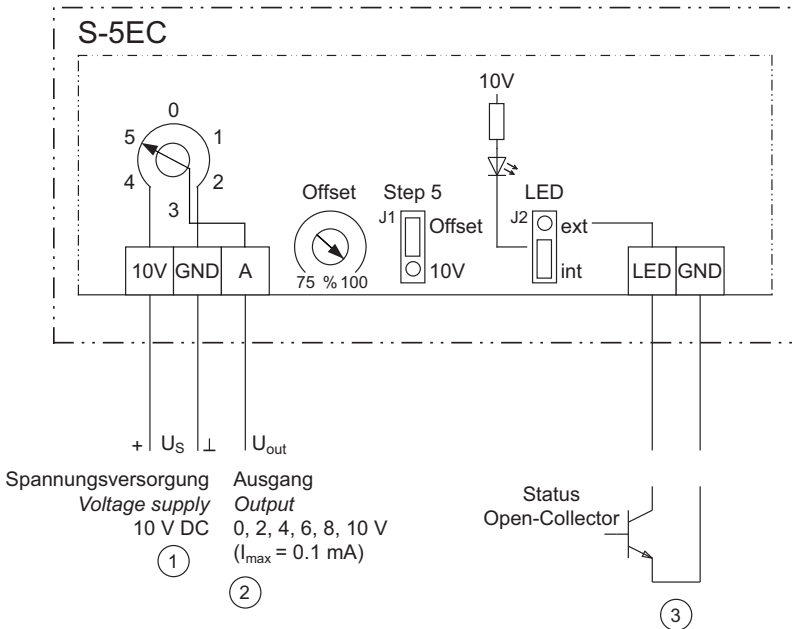 S-5EC
0
1
2
3
4
5
Offset
75 % 100
Step 5
J1
Offset
10V
10V
LED
J2
ext
int
10V GND A
LED GND
+ US ⊥ Uout
Spannungsversorgung
Voltage supply
10 V DC
1
Ausgang
Output
0, 2, 4, 6, 8, 10 V
(Imax = 0.1 mA)
2
Status
Open-Collector
3